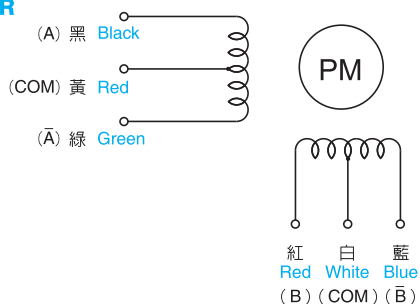 R
(A) 黑 Black
(COM) 黃 Red
(A̅) 綠 Green
PM
紅 白 藍
Red White Blue
(B) (COM) (B̅)